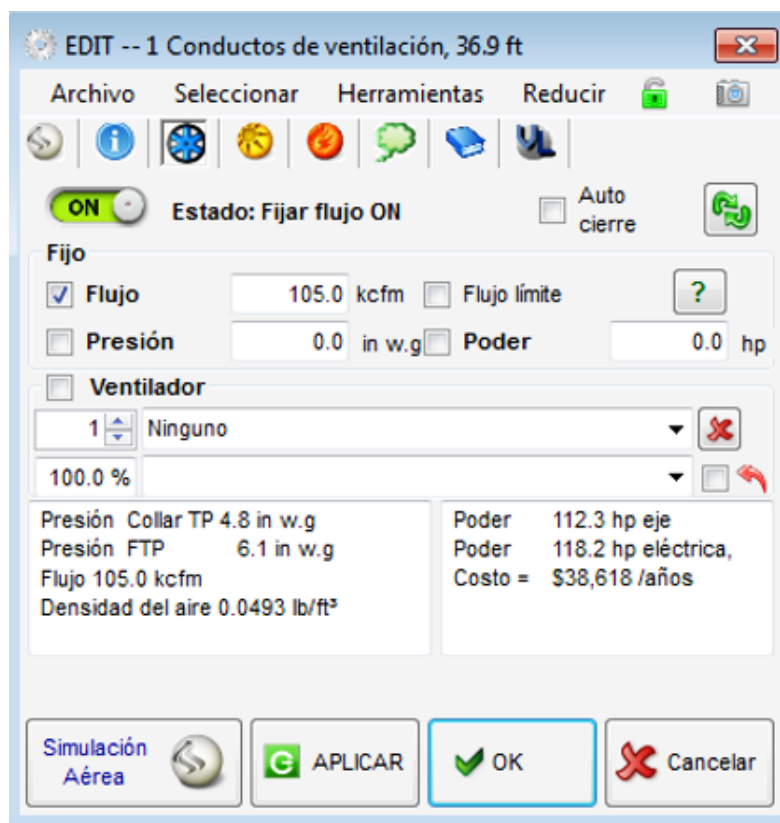 EDIT -- 1 Conductos de ventilación, 36.9 ft
Archivo Seleccionar Herramientas Reducir
ON Estado: Fijar flujo ON Auto cierre
Fijo
Flujo 105.0 kcfm Flujo límite ?
Presión 0.0 in w.g Poder 0.0 hp
Ventilador
1 Ninguno
100.0 %
Presión Collar TP 4.8 in w.g
Presión FTP 6.1 in w.g
Flujo 105.0 kcfm
Densidad del aire 0.0493 lb/ft³
Poder 112.3 hp eje
Poder 118.2 hp eléctrica,
Costo = $38,618 /años
Simulación Aérea
APLICAR
OK
Cancelar